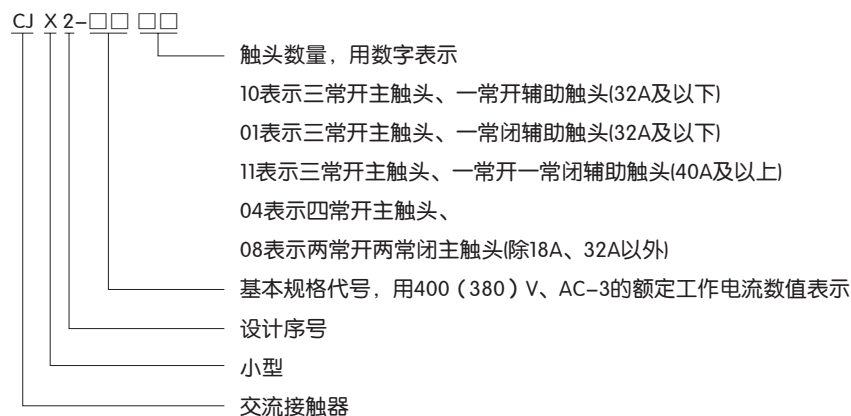 CJ X 2-□□ □□
触头数量，用数字表示
10表示三常开主触头、一常开辅助触头(32A及以下)
01表示三常开主触头、一常闭辅助触头(32A及以下)
11表示三常开主触头、一常开一常闭辅助触头(40A及以上)
04表示四常开主触头、
08表示两常开两常闭主触头(除18A、32A以外)
基本规格代号，用400（380）V、AC-3的额定工作电流数值表示
设计序号
小型
交流接触器